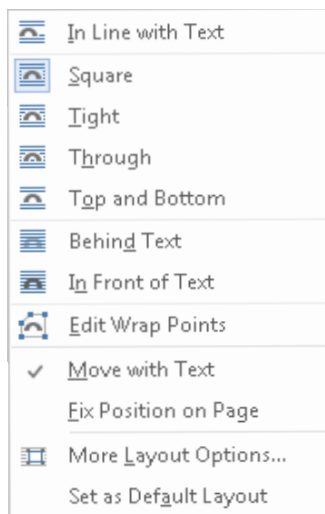 In Line with Text
Square
Tight
Through
Top and Bottom
Behind Text
In Front of Text
Edit Wrap Points
Move with Text
Fix Position on Page
More Layout Options...
Set as Default Layout